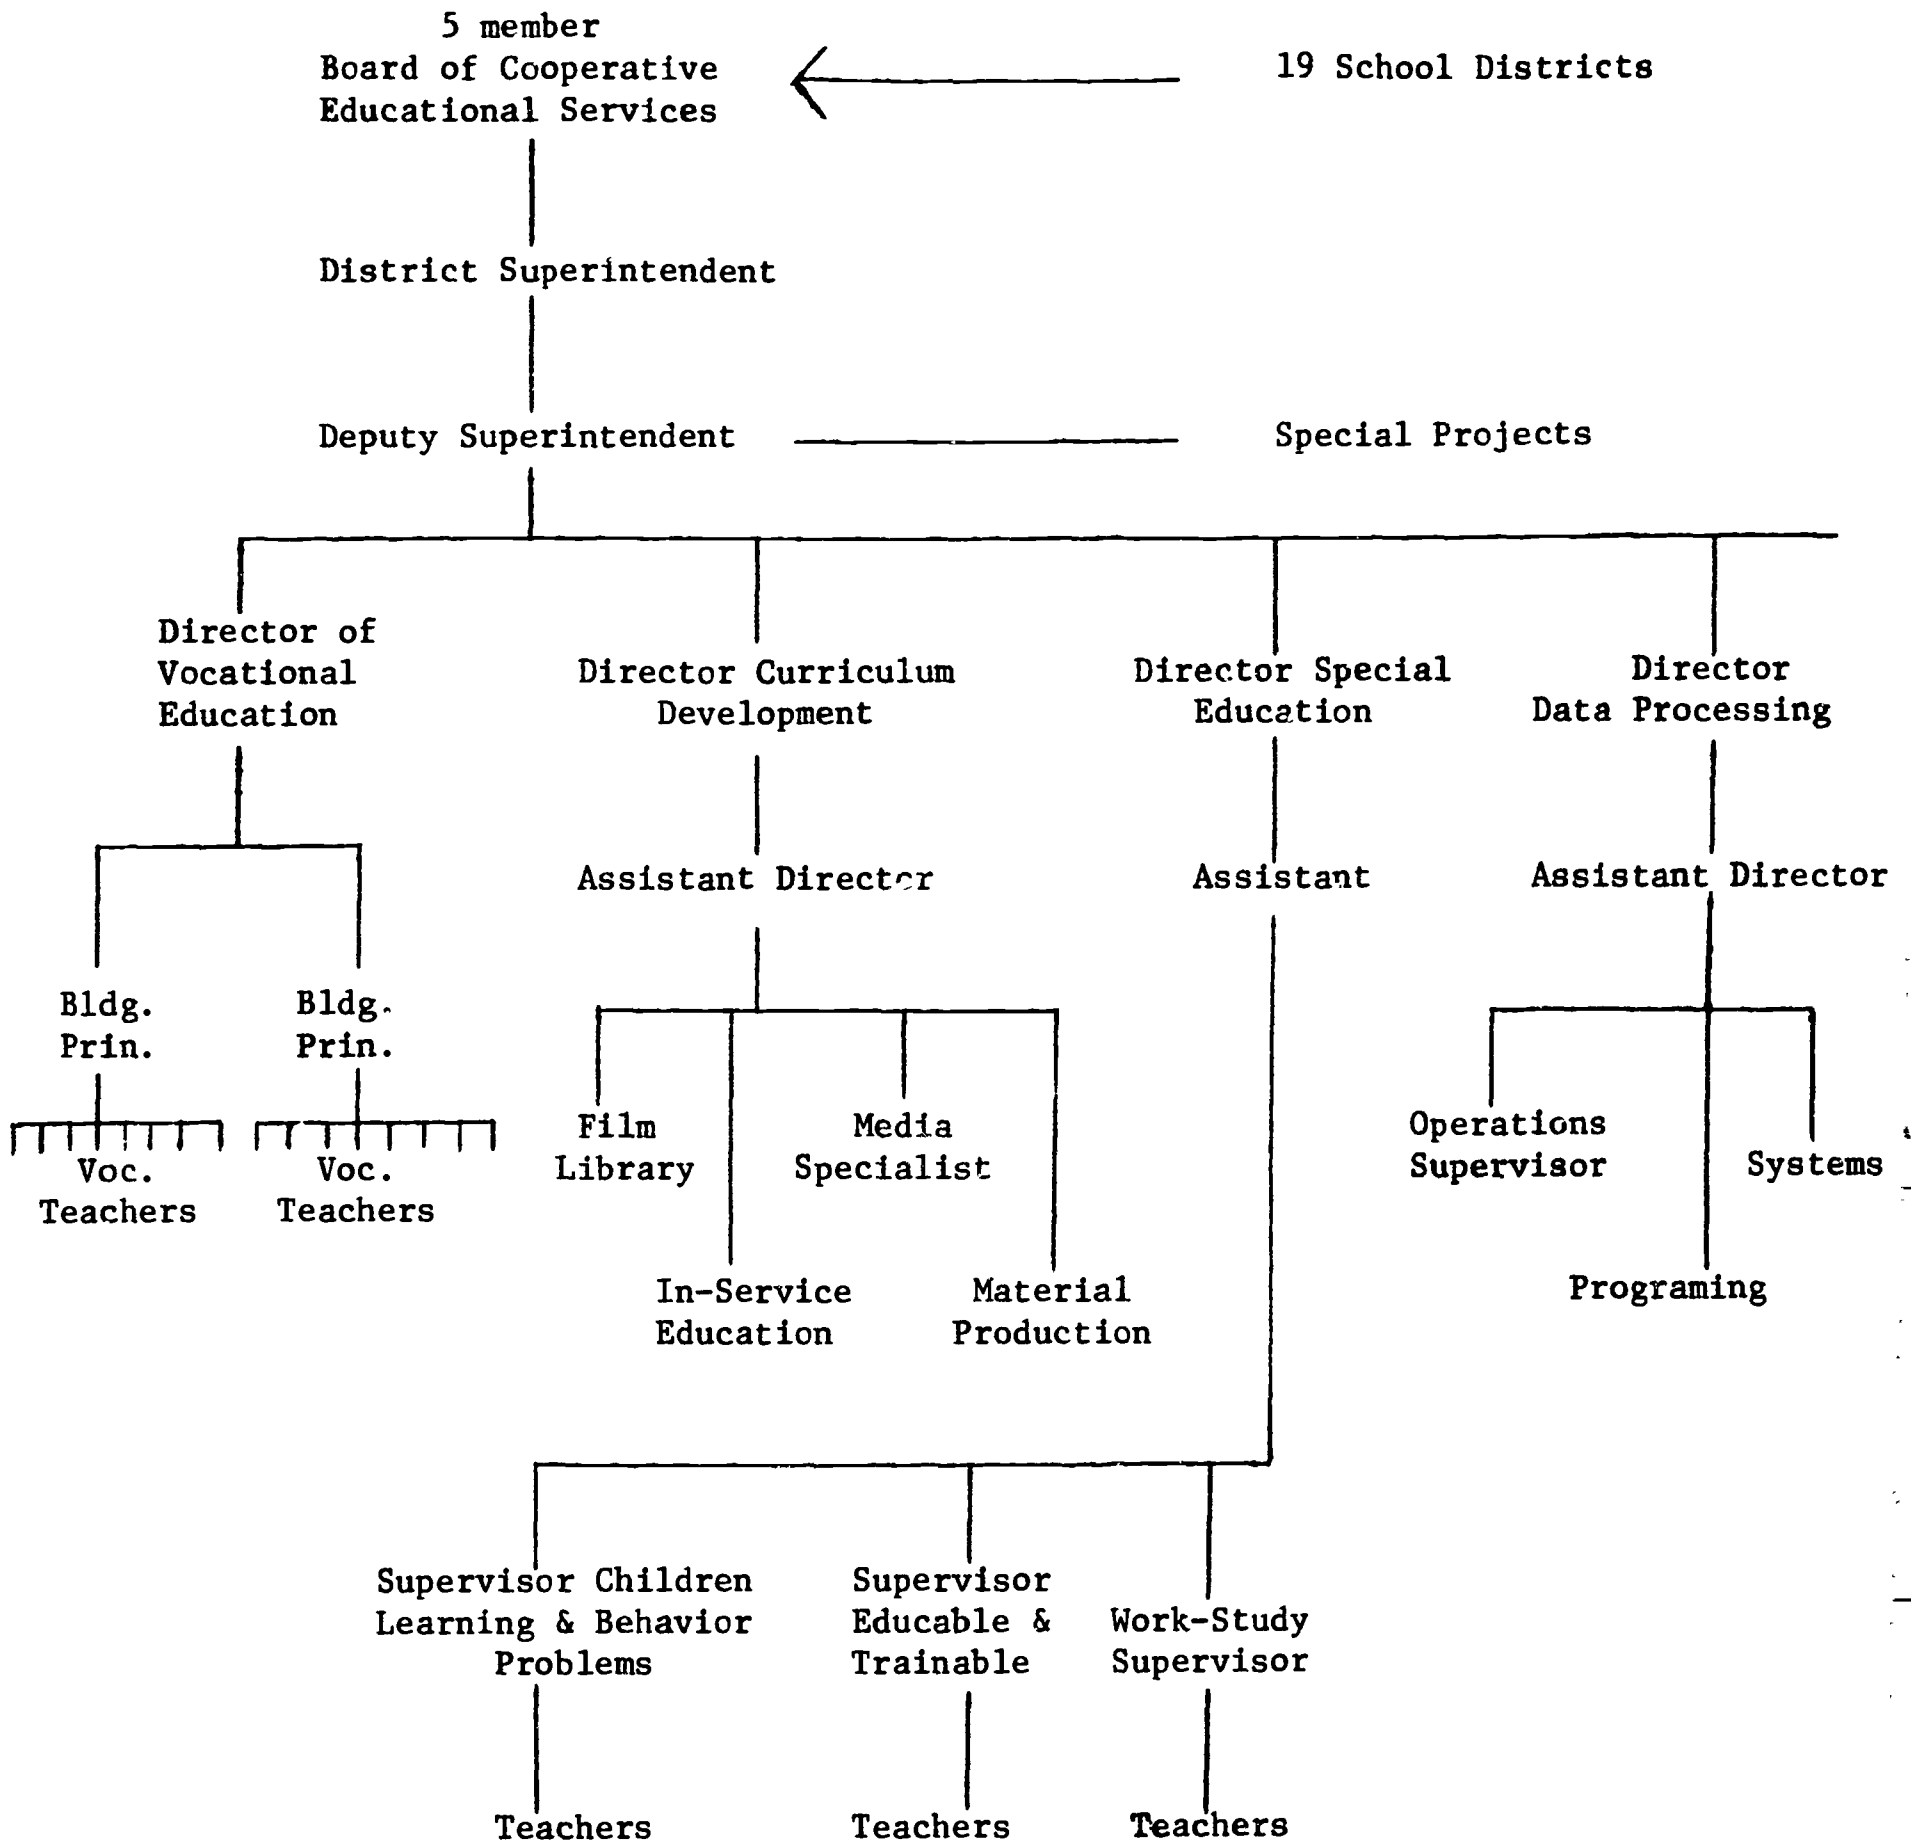 5 member
Board of Cooperative
Educational Services
19 School Districts
District Superintendent
Deputy Superintendent
Special Projects
Director of
Vocational
Education
Director Curriculum
Development
Director Special
Education
Director
Data Processing
Assistant Director
Assistant
Assistant Director
Bldg.
Prin.
Bldg.
Prin.
Voc.
Teachers
Voc.
Teachers
Film
Library
Media
Specialist
In-Service
Education
Material
Production
Operations
Supervisor
Systems
Programing
Supervisor Children
Learning & Behavior
Problems
Supervisor
Educable &
Trainable
Work-Study
Supervisor
Teachers
Teachers
Teachers